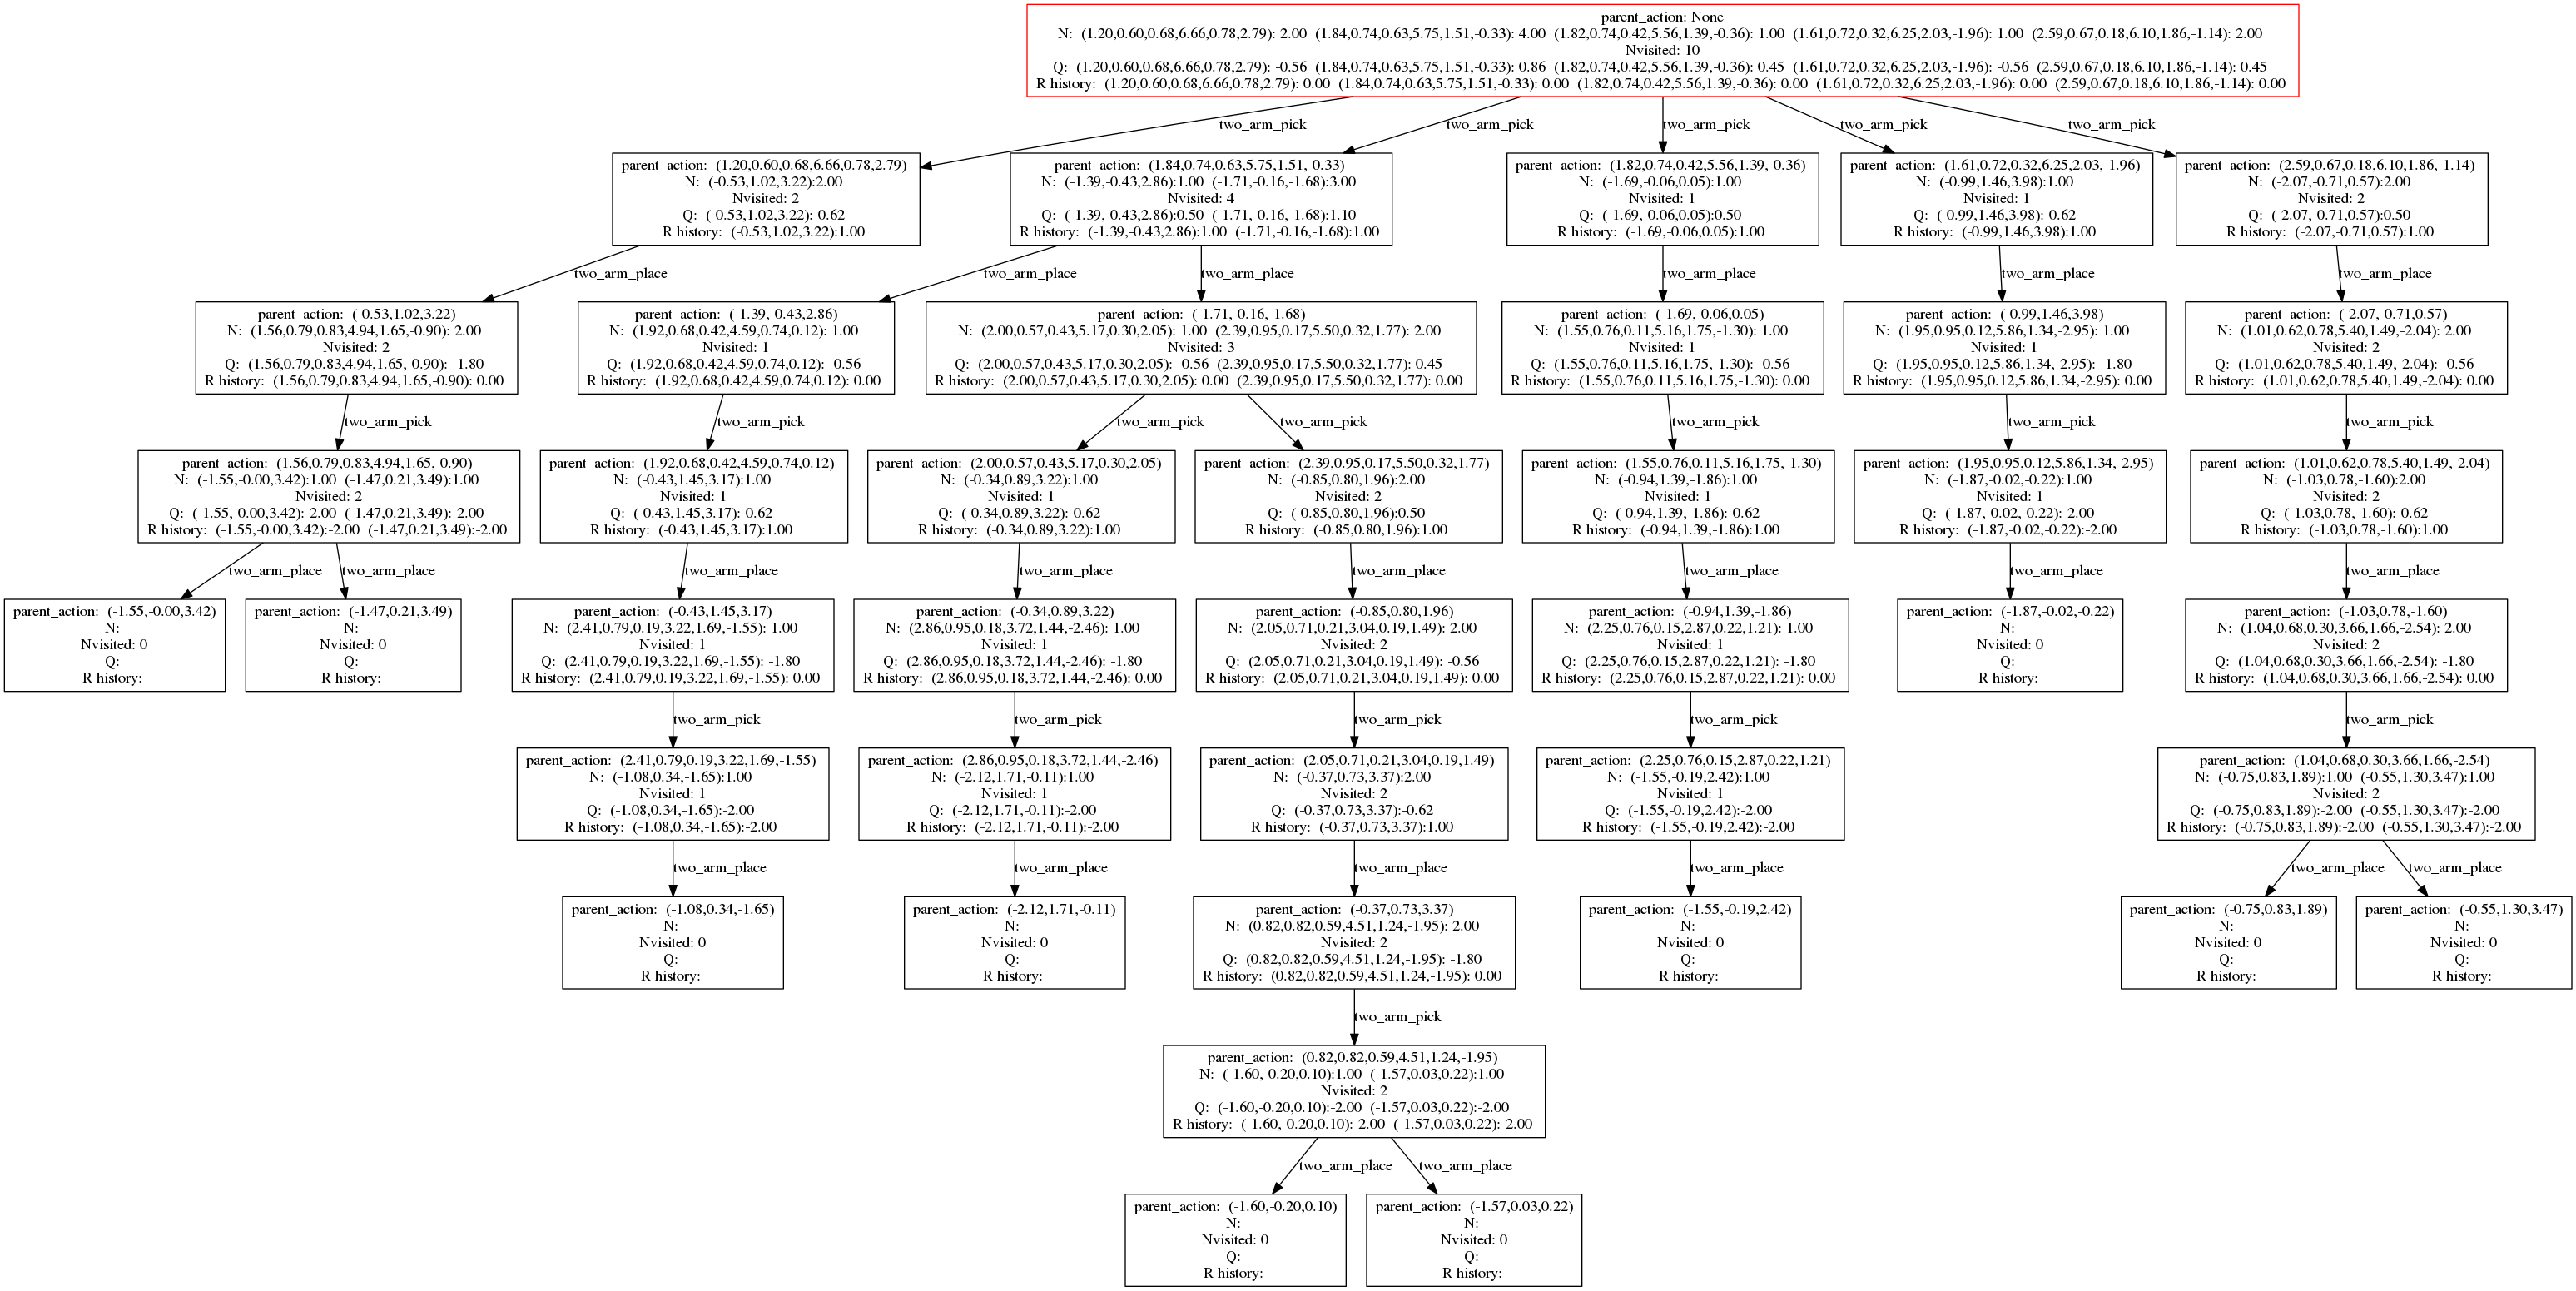 parent_action: None
N: (1.20,0.60,0.68,6.66,0.78,2.79): 2.00 (1.84,0.74,0.63,5.75,1.51,-0.33): 4.00 (1.82,0.74,0.42,5.56,1.39,-0.36): 1.00 (1.61,0.72,0.32,6.25,2.03,-1.96): 1.00 (2.59,0.67,0.18,6.10,1.86,-1.14): 2.00
Nvisited: 10
Q: (1.20,0.60,0.68,6.66,0.78,2.79): -0.56 (1.84,0.74,0.63,5.75,1.51,-0.33): 0.86 (1.82,0.74,0.42,5.56,1.39,-0.36): 0.45 (1.61,0.72,0.32,6.25,2.03,-1.96): -0.56 (2.59,0.67,0.18,6.10,1.86,-1.14): 0.45
R history: (1.20,0.60,0.68,6.66,0.78,2.79): 0.00 (1.84,0.74,0.63,5.75,1.51,-0.33): 0.00 (1.82,0.74,0.42,5.56,1.39,-0.36): 0.00 (1.61,0.72,0.32,6.25,2.03,-1.96): 0.00 (2.59,0.67,0.18,6.10,1.86,-1.14): 0.00
two_arm_pick
two_arm_pick
two_arm_pick
two_arm_pick
two_arm_pick
parent_action: (1.20,0.60,0.68,6.66,0.78,2.79)
N: (-0.53,1.02,3.22):2.00
Nvisited: 2
Q: (-0.53,1.02,3.22):-0.62
R history: (-0.53,1.02,3.22):1.00
parent_action: (1.84,0.74,0.63,5.75,1.51,-0.33)
N: (-1.39,-0.43,2.86):1.00 (-1.71,-0.16,-1.68):3.00
Nvisited: 4
Q: (-1.39,-0.43,2.86):0.50 (-1.71,-0.16,-1.68):1.10
R history: (-1.39,-0.43,2.86):1.00 (-1.71,-0.16,-1.68):1.00
parent_action: (1.82,0.74,0.42,5.56,1.39,-0.36)
N: (-1.69,-0.06,0.05):1.00
Nvisited: 1
Q: (-1.69,-0.06,0.05):0.50
R history: (-1.69,-0.06,0.05):1.00
parent_action: (1.61,0.72,0.32,6.25,2.03,-1.96)
N: (-0.99,1.46,3.98):1.00
Nvisited: 1
Q: (-0.99,1.46,3.98):-0.62
R history: (-0.99,1.46,3.98):1.00
parent_action: (2.59,0.67,0.18,6.10,1.86,-1.14)
N: (-2.07,-0.71,0.57):2.00
Nvisited: 2
Q: (-2.07,-0.71,0.57):0.50
R history: (-2.07,-0.71,0.57):1.00
two_arm_place
two_arm_place
two_arm_place
two_arm_place
two_arm_place
two_arm_place
parent_action: (-0.53,1.02,3.22)
N: (1.56,0.79,0.83,4.94,1.65,-0.90): 2.00
Nvisited: 2
Q: (1.56,0.79,0.83,4.94,1.65,-0.90): -1.80
R history: (1.56,0.79,0.83,4.94,1.65,-0.90): 0.00
parent_action: (-1.39,-0.43,2.86)
N: (1.92,0.68,0.42,4.59,0.74,0.12): 1.00
Nvisited: 1
Q: (1.92,0.68,0.42,4.59,0.74,0.12): -0.56
R history: (1.92,0.68,0.42,4.59,0.74,0.12): 0.00
parent_action: (-1.71,-0.16,-1.68)
N: (2.00,0.57,0.43,5.17,0.30,2.05): 1.00 (2.39,0.95,0.17,5.50,0.32,1.77): 2.00
Nvisited: 3
Q: (2.00,0.57,0.43,5.17,0.30,2.05): -0.56 (2.39,0.95,0.17,5.50,0.32,1.77): 0.45
R history: (2.00,0.57,0.43,5.17,0.30,2.05): 0.00 (2.39,0.95,0.17,5.50,0.32,1.77): 0.00
parent_action: (-1.69,-0.06,0.05)
N: (1.55,0.76,0.11,5.16,1.75,-1.30): 1.00
Nvisited: 1
Q: (1.55,0.76,0.11,5.16,1.75,-1.30): -0.56
R history: (1.55,0.76,0.11,5.16,1.75,-1.30): 0.00
parent_action: (-0.99,1.46,3.98)
N: (1.95,0.95,0.12,5.86,1.34,-2.95): 1.00
Nvisited: 1
Q: (1.95,0.95,0.12,5.86,1.34,-2.95): -1.80
R history: (1.95,0.95,0.12,5.86,1.34,-2.95): 0.00
parent_action: (-2.07,-0.71,0.57)
N: (1.01,0.62,0.78,5.40,1.49,-2.04): 2.00
Nvisited: 2
Q: (1.01,0.62,0.78,5.40,1.49,-2.04): -0.56
R history: (1.01,0.62,0.78,5.40,1.49,-2.04): 0.00
two_arm_pick
two_arm_pick
two_arm_pick
two_arm_pick
two_arm_pick
two_arm_pick
two_arm_pick
parent_action: (1.56,0.79,0.83,4.94,1.65,-0.90)
N: (-1.55,-0.00,3.42):1.00 (-1.47,0.21,3.49):1.00
Nvisited: 2
Q: (-1.55,-0.00,3.42):-2.00 (-1.47,0.21,3.49):-2.00
R history: (-1.55,-0.00,3.42):-2.00 (-1.47,0.21,3.49):-2.00
parent_action: (1.92,0.68,0.42,4.59,0.74,0.12)
N: (-0.43,1.45,3.17):1.00
Nvisited: 1
Q: (-0.43,1.45,3.17):-0.62
R history: (-0.43,1.45,3.17):1.00
parent_action: (2.00,0.57,0.43,5.17,0.30,2.05)
N: (-0.34,0.89,3.22):1.00
Nvisited: 1
Q: (-0.34,0.89,3.22):-0.62
R history: (-0.34,0.89,3.22):1.00
parent_action: (2.39,0.95,0.17,5.50,0.32,1.77)
N: (-0.85,0.80,1.96):2.00
Nvisited: 2
Q: (-0.85,0.80,1.96):0.50
R history: (-0.85,0.80,1.96):1.00
parent_action: (1.55,0.76,0.11,5.16,1.75,-1.30)
N: (-0.94,1.39,-1.86):1.00
Nvisited: 1
Q: (-0.94,1.39,-1.86):-0.62
R history: (-0.94,1.39,-1.86):1.00
parent_action: (1.95,0.95,0.12,5.86,1.34,-2.95)
N: (-1.87,-0.02,-0.22):1.00
Nvisited: 1
Q: (-1.87,-0.02,-0.22):-2.00
R history: (-1.87,-0.02,-0.22):-2.00
parent_action: (1.01,0.62,0.78,5.40,1.49,-2.04)
N: (-1.03,0.78,-1.60):2.00
Nvisited: 2
Q: (-1.03,0.78,-1.60):-0.62
R history: (-1.03,0.78,-1.60):1.00
two_arm_place
two_arm_place
two_arm_place
two_arm_place
two_arm_place
two_arm_place
two_arm_place
two_arm_place
parent_action: (-1.55,-0.00,3.42)
N:
Nvisited: 0
Q:
R history:
parent_action: (-1.47,0.21,3.49)
N:
Nvisited: 0
Q:
R history:
parent_action: (-0.43,1.45,3.17)
N: (2.41,0.79,0.19,3.22,1.69,-1.55): 1.00
Nvisited: 1
Q: (2.41,0.79,0.19,3.22,1.69,-1.55): -1.80
R history: (2.41,0.79,0.19,3.22,1.69,-1.55): 0.00
parent_action: (-0.34,0.89,3.22)
N: (2.86,0.95,0.18,3.72,1.44,-2.46): 1.00
Nvisited: 1
Q: (2.86,0.95,0.18,3.72,1.44,-2.46): -1.80
R history: (2.86,0.95,0.18,3.72,1.44,-2.46): 0.00
parent_action: (-0.85,0.80,1.96)
N: (2.05,0.71,0.21,3.04,0.19,1.49): 2.00
Nvisited: 2
Q: (2.05,0.71,0.21,3.04,0.19,1.49): -0.56
R history: (2.05,0.71,0.21,3.04,0.19,1.49): 0.00
parent_action: (-0.94,1.39,-1.86)
N: (2.25,0.76,0.15,2.87,0.22,1.21): 1.00
Nvisited: 1
Q: (2.25,0.76,0.15,2.87,0.22,1.21): -1.80
R history: (2.25,0.76,0.15,2.87,0.22,1.21): 0.00
parent_action: (-1.87,-0.02,-0.22)
N:
Nvisited: 0
Q:
R history:
parent_action: (-1.03,0.78,-1.60)
N: (1.04,0.68,0.30,3.66,1.66,-2.54): 2.00
Nvisited: 2
Q: (1.04,0.68,0.30,3.66,1.66,-2.54): -1.80
R history: (1.04,0.68,0.30,3.66,1.66,-2.54): 0.00
two_arm_pick
two_arm_pick
two_arm_pick
two_arm_pick
two_arm_pick
parent_action: (2.41,0.79,0.19,3.22,1.69,-1.55)
N: (-1.08,0.34,-1.65):1.00
Nvisited: 1
Q: (-1.08,0.34,-1.65):-2.00
R history: (-1.08,0.34,-1.65):-2.00
parent_action: (2.86,0.95,0.18,3.72,1.44,-2.46)
N: (-2.12,1.71,-0.11):1.00
Nvisited: 1
Q: (-2.12,1.71,-0.11):-2.00
R history: (-2.12,1.71,-0.11):-2.00
parent_action: (2.05,0.71,0.21,3.04,0.19,1.49)
N: (-0.37,0.73,3.37):2.00
Nvisited: 2
Q: (-0.37,0.73,3.37):-0.62
R history: (-0.37,0.73,3.37):1.00
parent_action: (2.25,0.76,0.15,2.87,0.22,1.21)
N: (-1.55,-0.19,2.42):1.00
Nvisited: 1
Q: (-1.55,-0.19,2.42):-2.00
R history: (-1.55,-0.19,2.42):-2.00
parent_action: (1.04,0.68,0.30,3.66,1.66,-2.54)
N: (-0.75,0.83,1.89):1.00 (-0.55,1.30,3.47):1.00
Nvisited: 2
Q: (-0.75,0.83,1.89):-2.00 (-0.55,1.30,3.47):-2.00
R history: (-0.75,0.83,1.89):-2.00 (-0.55,1.30,3.47):-2.00
two_arm_place
two_arm_place
two_arm_place
two_arm_place
two_arm_place
two_arm_place
parent_action: (-1.08,0.34,-1.65)
N:
Nvisited: 0
Q:
R history:
parent_action: (-2.12,1.71,-0.11)
N:
Nvisited: 0
Q:
R history:
parent_action: (-0.37,0.73,3.37)
N: (0.82,0.82,0.59,4.51,1.24,-1.95): 2.00
Nvisited: 2
Q: (0.82,0.82,0.59,4.51,1.24,-1.95): -1.80
R history: (0.82,0.82,0.59,4.51,1.24,-1.95): 0.00
parent_action: (-1.55,-0.19,2.42)
N:
Nvisited: 0
Q:
R history:
parent_action: (-0.75,0.83,1.89)
N:
Nvisited: 0
Q:
R history:
parent_action: (-0.55,1.30,3.47)
N:
Nvisited: 0
Q:
R history:
two_arm_pick
parent_action: (0.82,0.82,0.59,4.51,1.24,-1.95)
N: (-1.60,-0.20,0.10):1.00 (-1.57,0.03,0.22):1.00
Nvisited: 2
Q: (-1.60,-0.20,0.10):-2.00 (-1.57,0.03,0.22):-2.00
R history: (-1.60,-0.20,0.10):-2.00 (-1.57,0.03,0.22):-2.00
two_arm_place
two_arm_place
parent_action: (-1.60,-0.20,0.10)
N:
Nvisited: 0
Q:
R history:
parent_action: (-1.57,0.03,0.22)
N:
Nvisited: 0
Q:
R history: